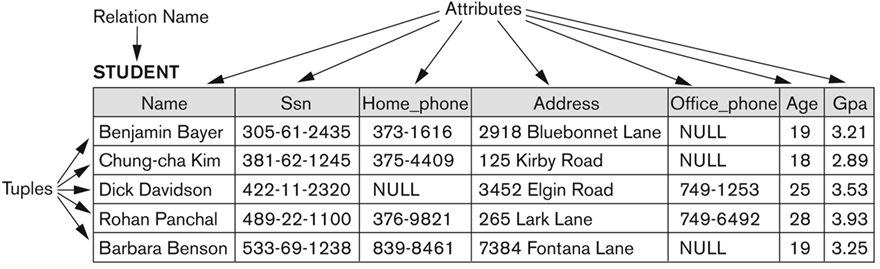 Attributes
Relation Name
STUDENT
Name Ssn Home_phone Address Office_phone Age Gpa
Benjamin Bayer 305-61-2435 373-1616 2918 Bluebonnet Lane NULL 19 3.21
Chung-cha Kim 381-62-1245 375-4409 125 Kirby Road NULL 18 2.89
Tuples Dick Davidson 422-11-2320 NULL 3452 Elgin Road 749-1253 25 3.53
Rohan Panchal 489-22-1100 376-9821 265 Lark Lane 749-6492 28 3.93
Barbara Benson 533-69-1238 839-8461 7384 Fontana Lane NULL 19 3.25